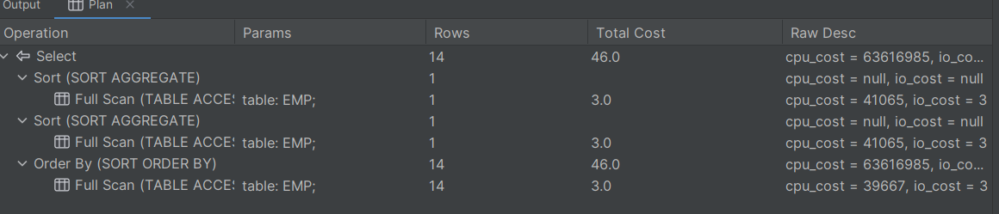 Output Plan ×
Operation Params Rows Total Cost Raw Desc
Select 14 46.0 cpu_cost = 63616985, io_co...
Sort (SORT AGGREGATE) 1 cpu_cost = null, io_cost = null
Full Scan (TABLE ACCES table: EMP; 1 3.0 cpu_cost = 41065, io_cost = 3
Sort (SORT AGGREGATE) 1 cpu_cost = null, io_cost = null
Full Scan (TABLE ACCES table: EMP; 1 3.0 cpu_cost = 41065, io_cost = 3
Order By (SORT ORDER BY) 14 46.0 cpu_cost = 63616985, io_co...
Full Scan (TABLE ACCES table: EMP; 14 3.0 cpu_cost = 39667, io_cost = 3